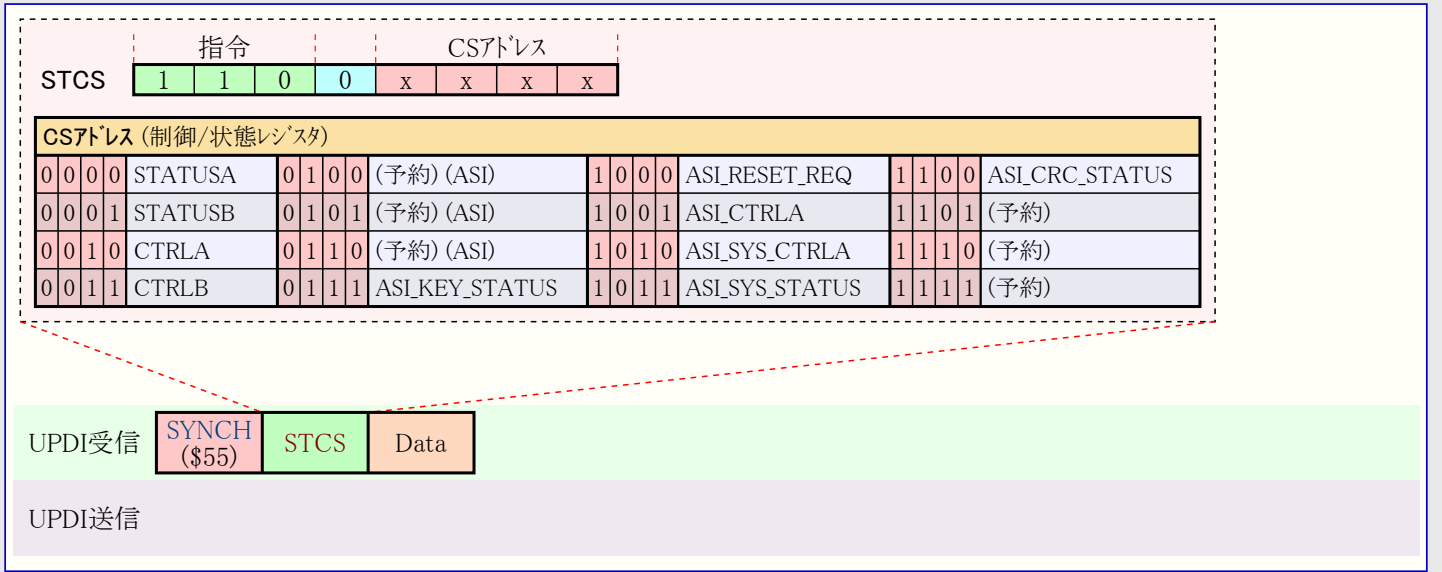 指令 CSアドレス
STCS 1 1 0 0 x x x x
CSアドレス (制御/状態レジスタ)
0 0 0 0 STATUSA 0 1 0 0 (予約) (ASI) 1 0 0 0 ASI_RESET_REQ 1 1 0 0 ASI_CRC_STATUS
0 0 0 1 STATUSB 0 1 0 1 (予約) (ASI) 1 0 0 1 ASI_CTRLA 1 1 0 1 (予約)
0 0 1 0 CTRLA 0 1 1 0 (予約) (ASI) 1 0 1 0 ASI_SYS_CTRLA 1 1 1 0 (予約)
0 0 1 1 CTRLB 0 1 1 1 ASI_KEY_STATUS 1 0 1 1 ASI_SYS_STATUS 1 1 1 1 (予約)
UPDI受信 SYNCH STCS Data
($55)
UPDI送信